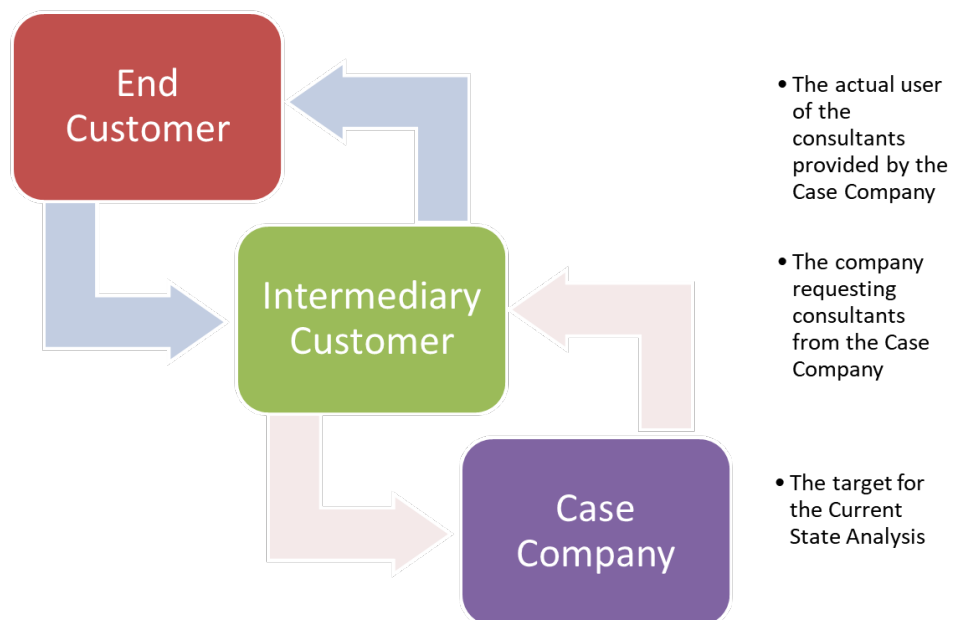 End
Customer
• The actual user
of the
consultants
provided by the
Case Company
Intermediary
Customer
• The company
requesting
consultants
from the Case
Company
Case
Company
• The target for
the Current
State Analysis